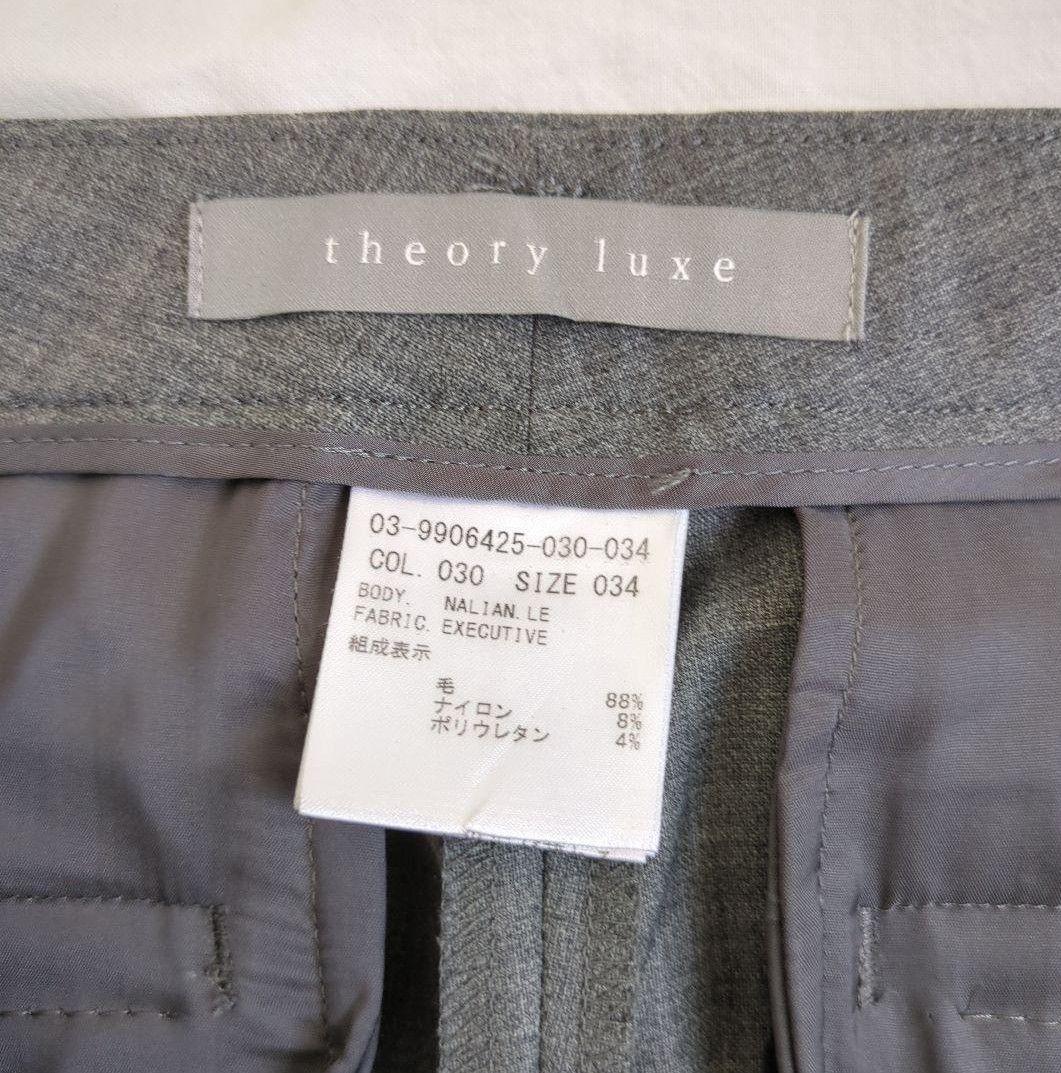 theory luxe
03-9906425-030-034
COL. 030 SIZE 034
BODY. NALIAN.LE
FABRIC. EXECUTIVE
組成表示
毛 88%
ナイロン 8%
ポリウレタン 4%